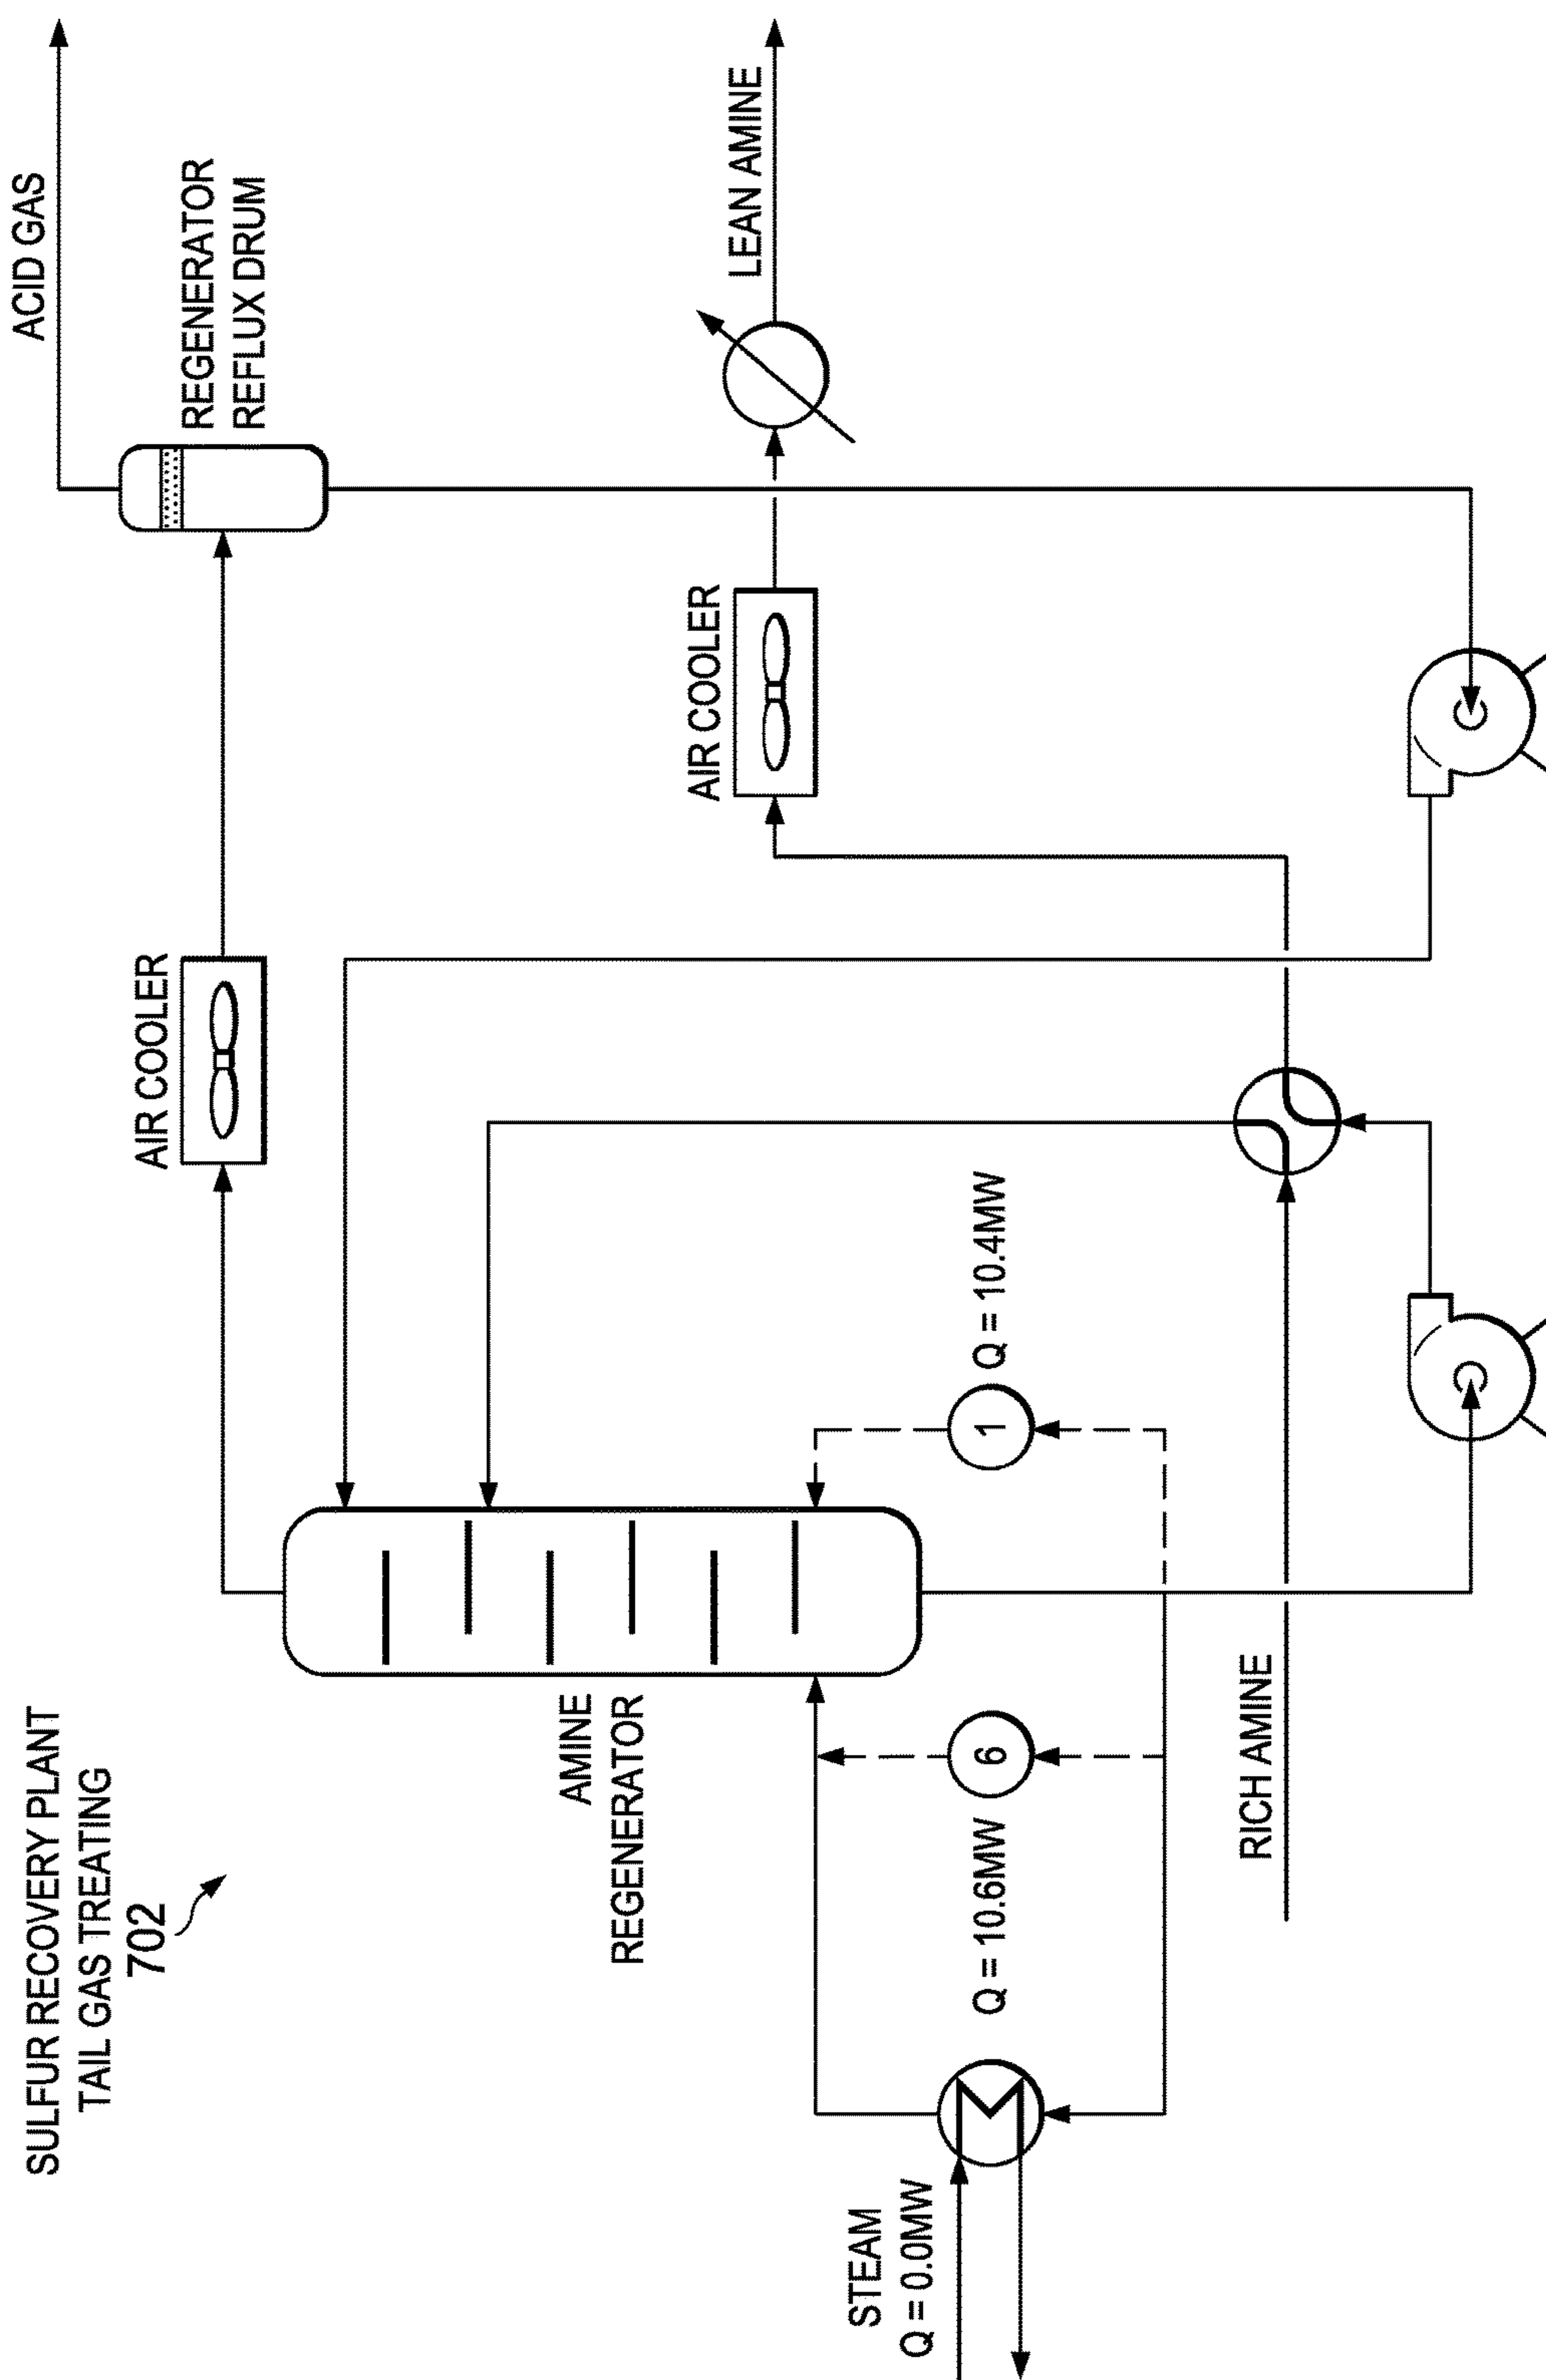 SULFUR RECOVERY PLANT
TAIL GAS TREATING
702
ACID GAS
REGENERATOR
REFLUX DRUM
AIR COOLER
AMINE
REGENERATOR
AIR COOLER
LEAN AMINE
STEAM
Q = 0.0MW
6
Q = 10.6MW
1
Q = 10.4MW
RICH AMINE